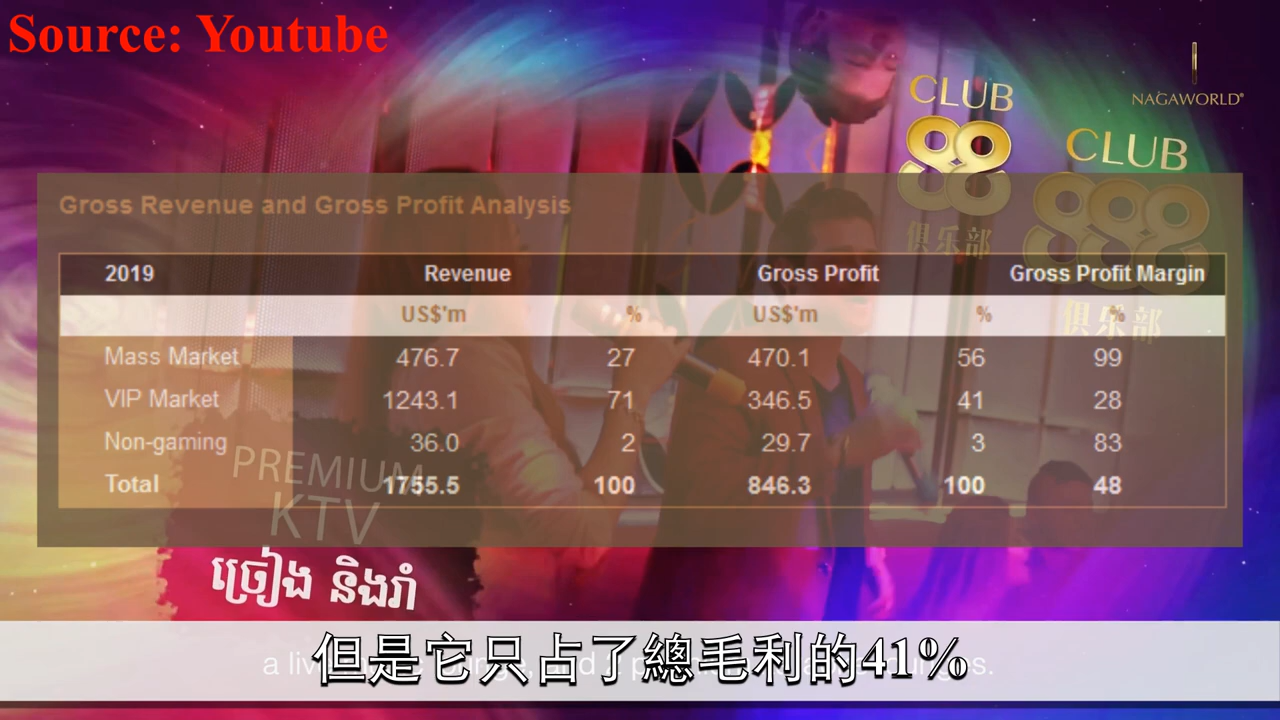 Source: Youtube
CLUB
88
俱乐部
NAGAWORLD®
CLUB
888
俱乐部
Gross Revenue and Gross Profit Analysis
2019 Revenue Gross Profit Gross Profit Margin
US$'m % US$'m % %
Mass Market 476.7 27 470.1 56 99
VIP Market 1243.1 71 346.5 41 28
Non-gaming 36.0 2 29.7 3 83
Total 1755.5 100 846.3 100 48
PREMIUM
KTV
ច្រៀង និងរាំ
但是它只占了總毛利的41%